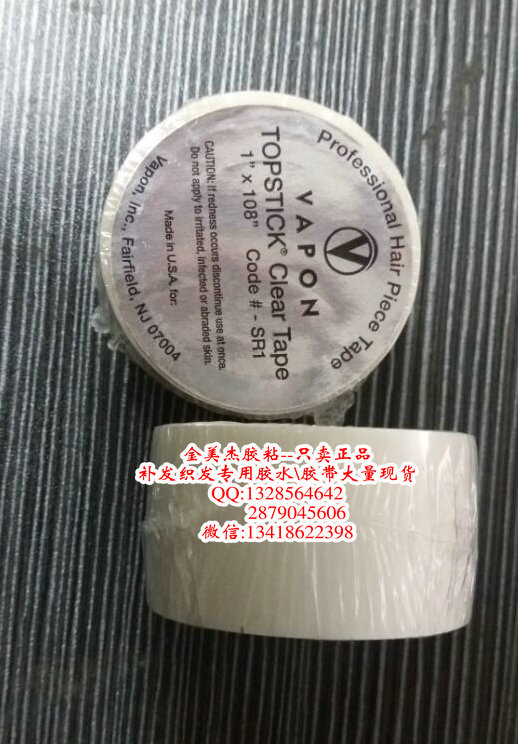 Professional Hair Piece Tape
V
VAPON
TOPSTICK® Clear Tape
1" x 108" Code # - SR1
CAUTION: If redness occurs discontinue use at once.
Do not apply to irritated, infected or abraded skin.
Made in U.S.A. for:
Vapon, Inc., Fairfield, NJ 07004
金美杰胶粘--只卖正品
补发织发专用胶水\胶带大量现货
QQ:1328564642
2879045606
微信:13418622398